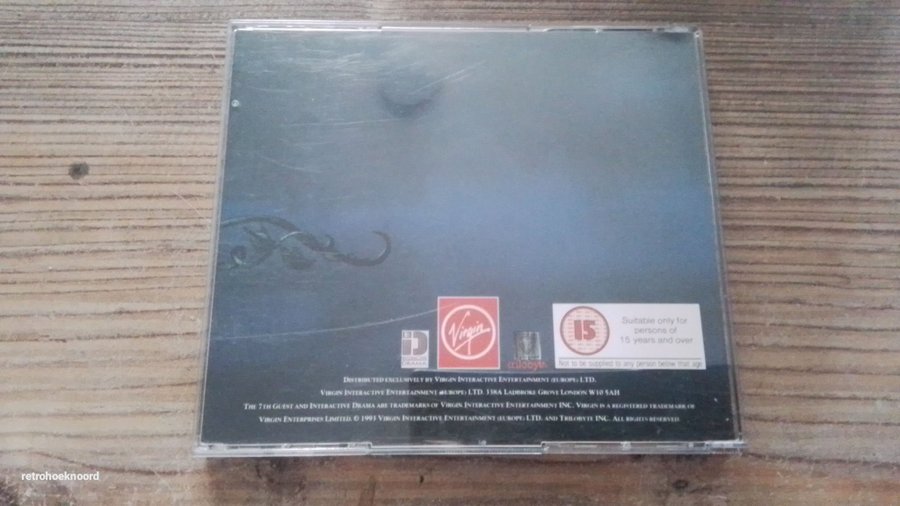 Virgin
15
Suitable only for
persons of
15 years and over
Not to be supplied to any person below that age
trilobyte
DISTRIBUTED EXCLUSIVELY BY VIRGIN INTERACTIVE ENTERTAINMENT (EUROPE) LTD.
VIRGIN INTERACTIVE ENTERTAINMENT (EUROPE) LTD. 338A LADBROKE GROVE LONDON W10 5AH
THE 7TH GUEST AND INTERACTIVE DRAMA ARE TRADEMARKS OF VIRGIN INTERACTIVE ENTERTAINMENT INC. VIRGIN IS A REGISTERED TRADEMARK OF
VIRGIN ENTERPRISES LIMITED. © 1993 VIRGIN INTERACTIVE ENTERTAINMENT (EUROPE) LTD. AND TRILOBYTE INC. ALL RIGHTS RESERVED.
retrohoeknoord